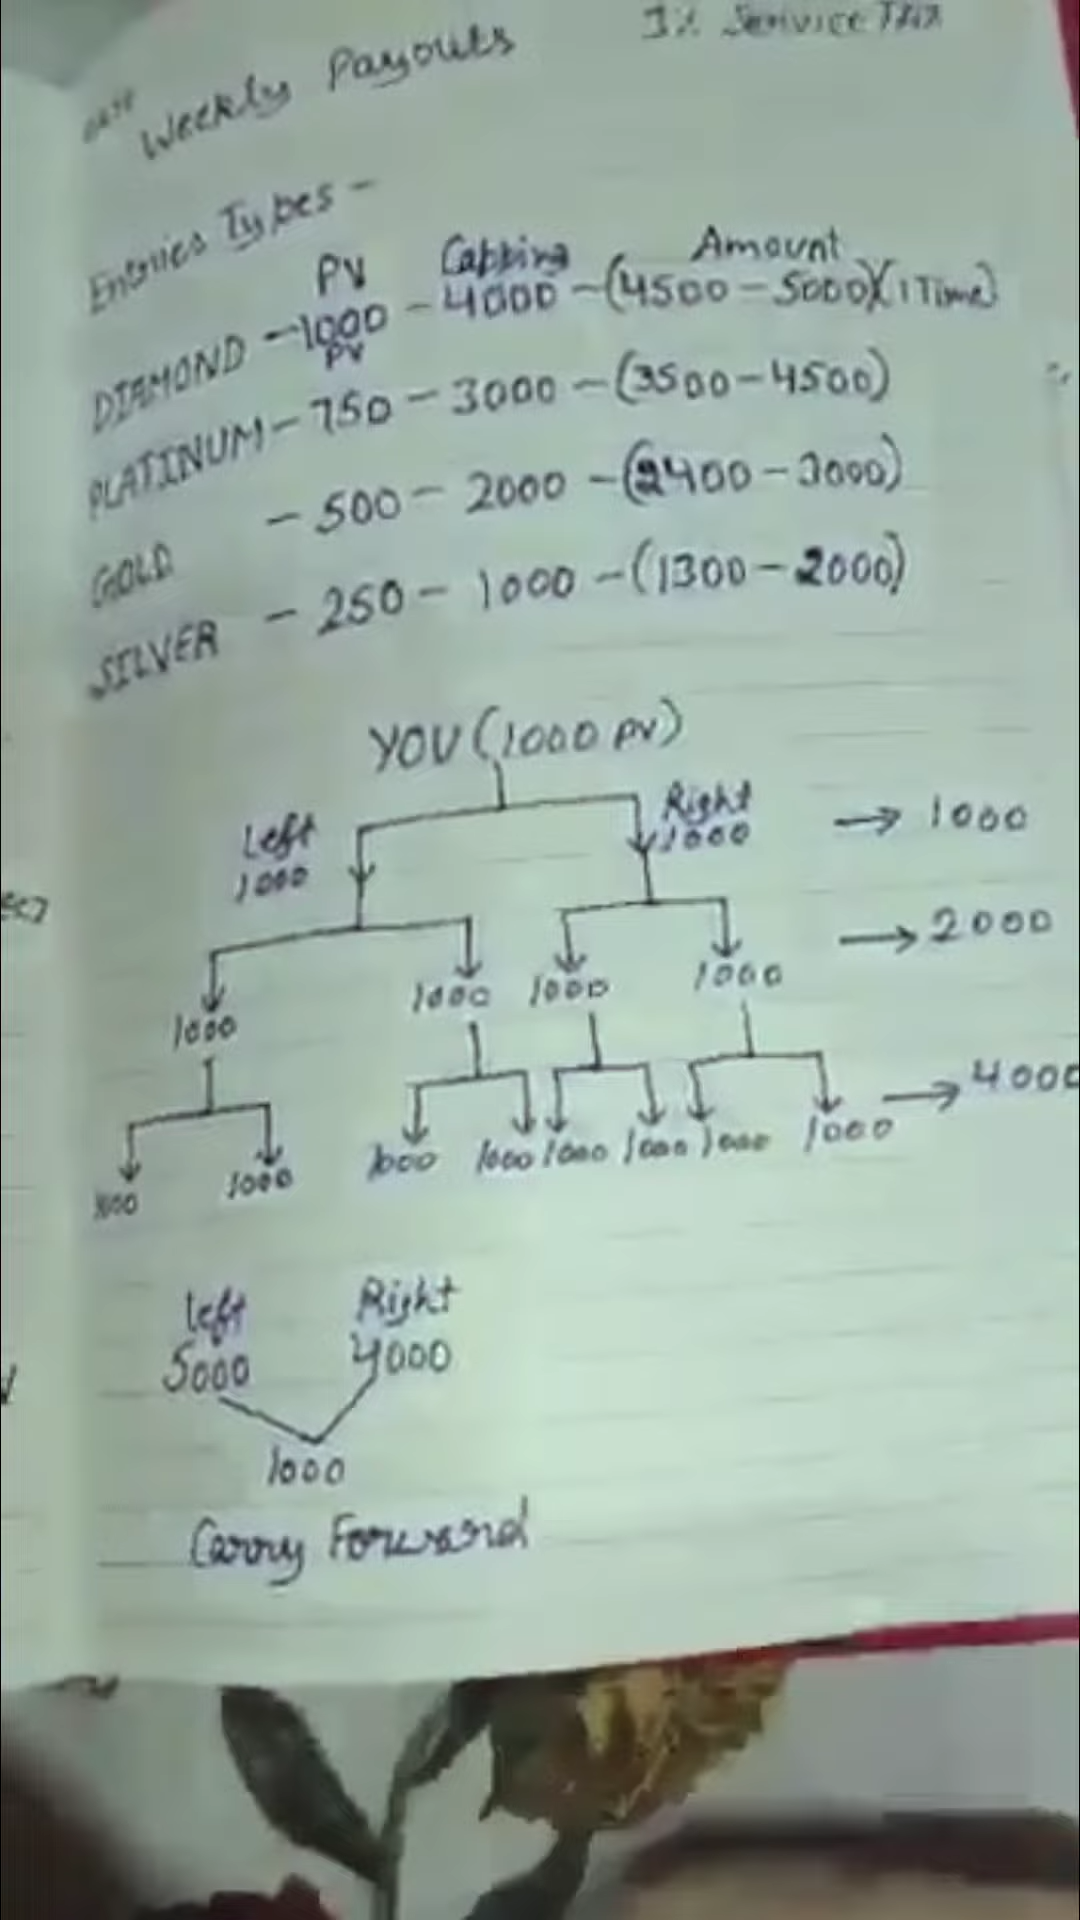 3% Service Tax
DATE
Weekly Payouts
Entries Types -
PV Capping Amount
DIAMOND - 1000 - 4000 - (4500 - 5000) (1 Time)
PV
PLATINUM - 750 - 3000 - (3500 - 4500)
GOLD - 500 - 2000 - (2400 - 3000)
SILVER - 250 - 1000 - (1300 - 2000)
YOU (1000 PV)
Left Right
1000 1000 → 1000
1000 1000 1000 1000 → 2000
1000 1000 1000 1000 1000 1000 1000 → 4000
Left Right
5000 4000
1000
Carry Forward